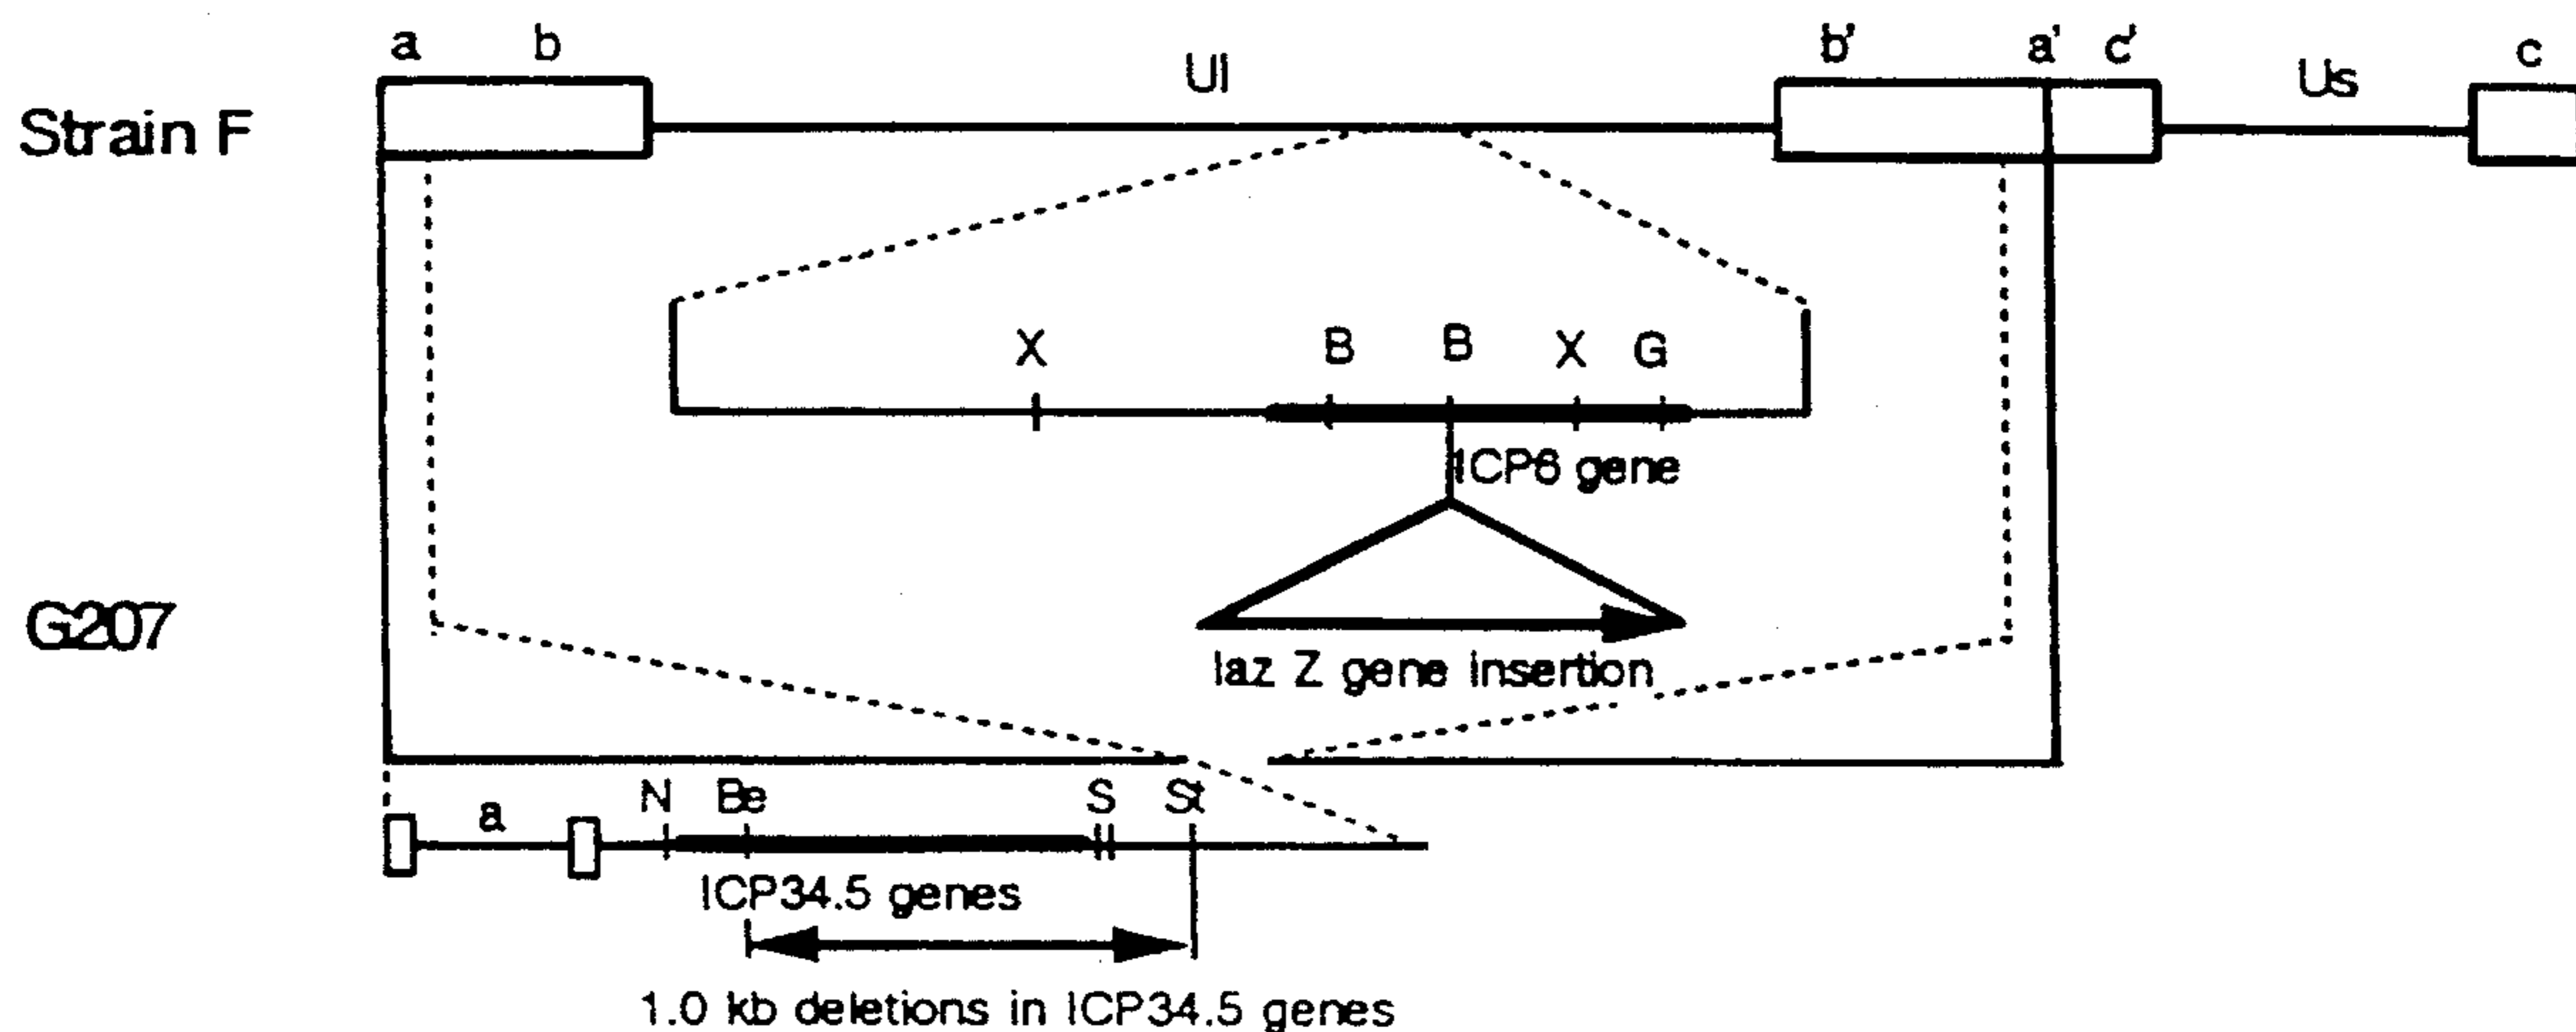 a b Ul b' a' c' Us c
Strain F
X B B X G
ICP6 gene
G207
laz Z gene insertion
N Be S St
a
ICP34.5 genes
1.0 kb deletions in ICP34.5 genes